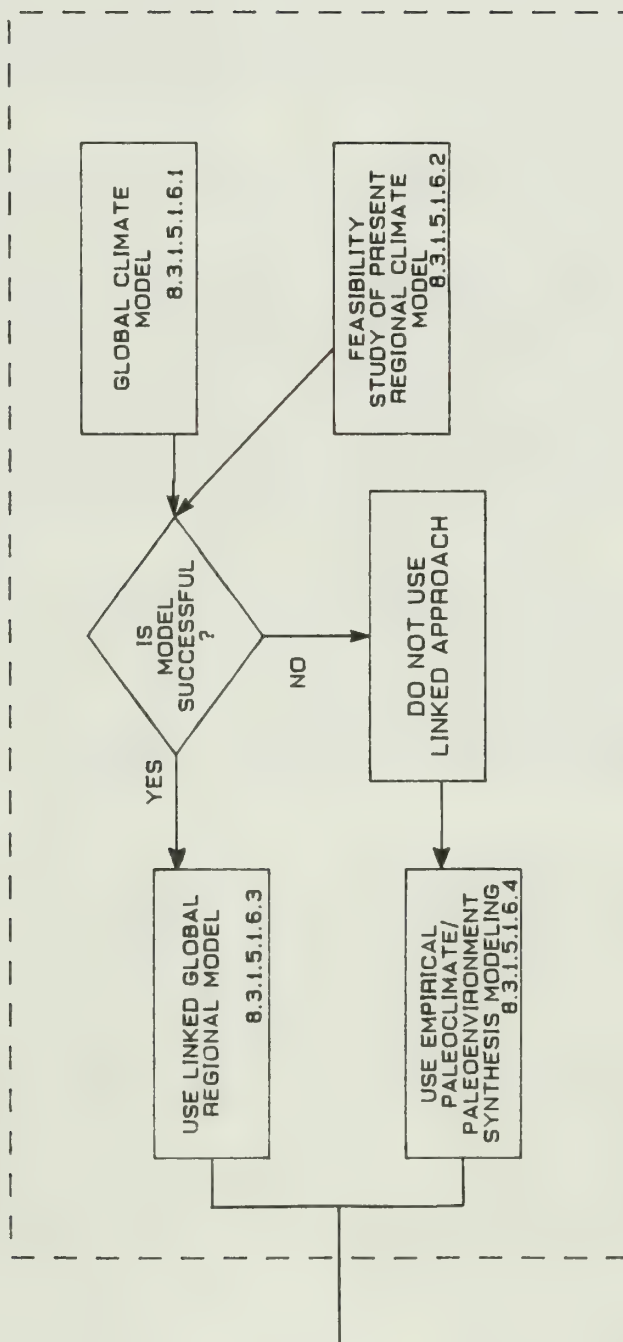 GLOBAL CLIMATE
MODEL
8.3.1.5.1.6.1
FEASIBILITY
STUDY OF PRESENT
REGIONAL CLIMATE
MODEL
8.3.1.5.1.6.2
IS
MODEL
SUCCESSFUL
?
YES
NO
DO NOT USE
LINKED APPROACH
USE LINKED GLOBAL
REGIONAL MODEL
8.3.1.5.1.6.3
USE EMPIRICAL
PALEOCLIMATE/
PALEOENVIRONMENT
SYNTHESIS MODELING
8.3.1.5.1.6.4